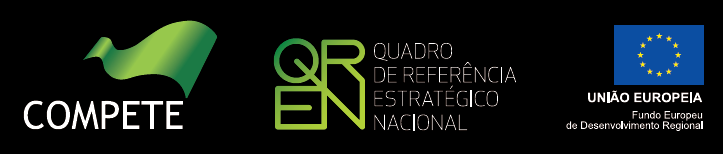 COMPETE
QR
EN
QUADRO
DE REFERÊNCIA
ESTRATÉGICO
NACIONAL
UNIÃO EUROPEIA
Fundo Europeu
de Desenvolvimento Regional